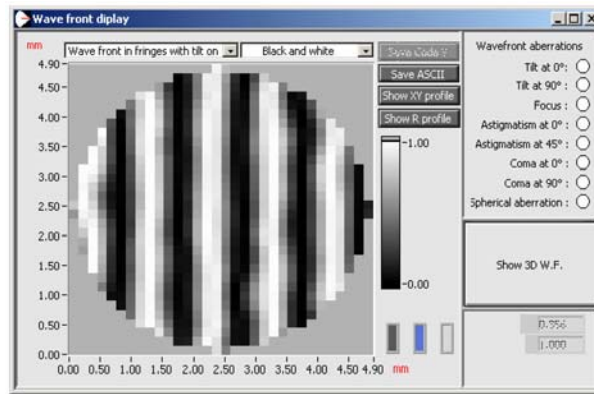 Wave front diplay
mm
Wave front in fringes with tilt on
Black and white
Save Code V
Save ASCII
Show XY profile
Show R profile
4.90
4.50
4.00
3.50
3.00
2.50
2.00
1.50
1.00
0.50
0.00
0.00 0.50 1.00 1.50 2.00 2.50 3.00 3.50 4.00 4.50 4.90 mm
1.00
0.00
Wavefront aberrations
Tilt at 0°:
Tilt at 90°:
Focus :
Astigmatism at 0° :
Astigmatism at 45° :
Coma at 0° :
Coma at 90° :
Spherical aberration :
Show 3D W.F.
0.956
1.000